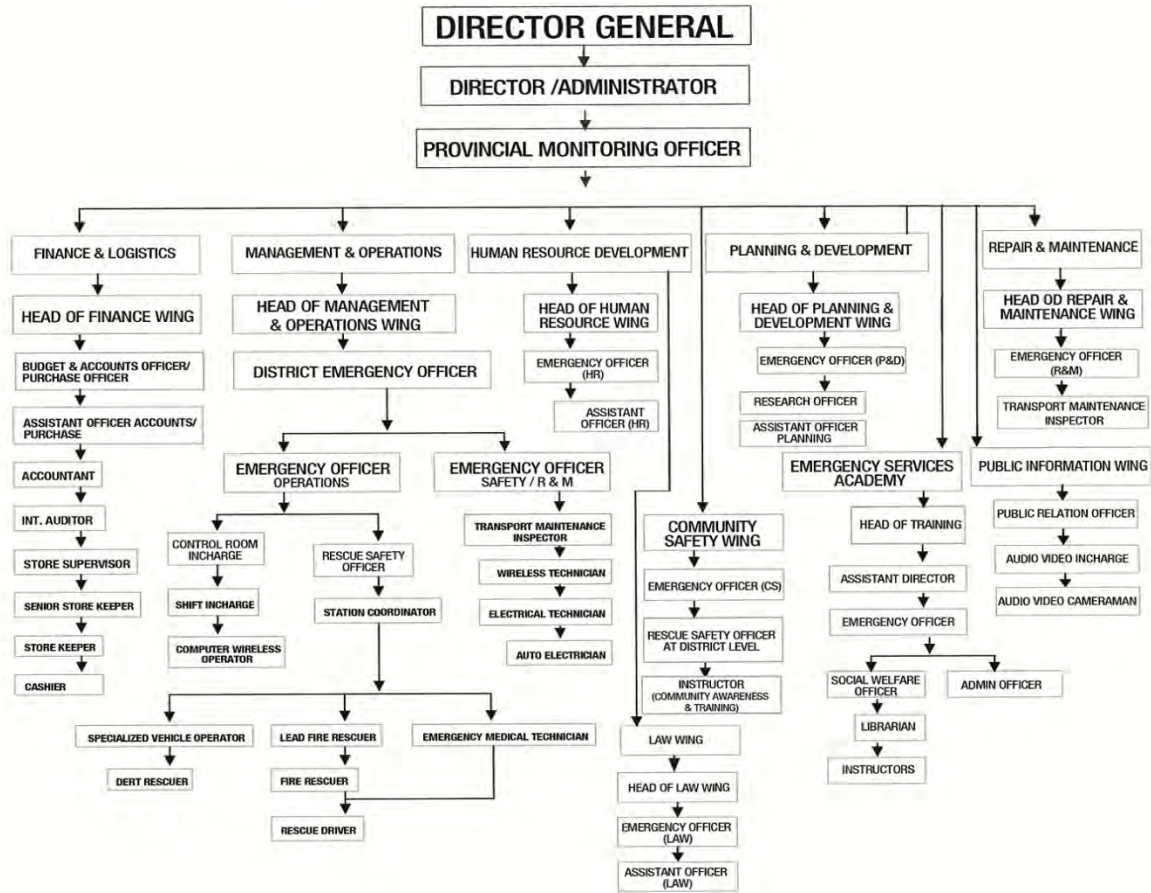 DIRECTOR GENERAL
DIRECTOR /ADMINISTRATOR
PROVINCIAL MONITORING OFFICER
FINANCE & LOGISTICS
HEAD OF FINANCE WING
BUDGET & ACCOUNTS OFFICER/
PURCHASE OFFICER
ASSISTANT OFFICER ACCOUNTS/
PURCHASE
ACCOUNTANT
INT. AUDITOR
STORE SUPERVISOR
SENIOR STORE KEEPER
STORE KEEPER
CASHIER
MANAGEMENT & OPERATIONS
HEAD OF MANAGEMENT
& OPERATIONS WING
DISTRICT EMERGENCY OFFICER
EMERGENCY OFFICER
OPERATIONS
CONTROL ROOM
INCHARGE
SHIFT INCHARGE
COMPUTER WIRELESS
OPERATOR
RESCUE SAFETY
OFFICER
STATION COORDINATOR
SPECIALIZED VEHICLE OPERATOR
DERT RESCUER
LEAD FIRE RESCUER
FIRE RESCUER
EMERGENCY MEDICAL TECHNICIAN
RESCUE DRIVER
EMERGENCY OFFICER
SAFETY / R & M
TRANSPORT MAINTENANCE
INSPECTOR
WIRELESS TECHNICIAN
ELECTRICAL TECHNICIAN
AUTO ELECTRICIAN
HUMAN RESOURCE DEVELOPMENT
HEAD OF HUMAN
RESOURCE WING
EMERGENCY OFFICER
(HR)
ASSISTANT
OFFICER (HR)
LAW WING
HEAD OF LAW WING
EMERGENCY OFFICER
(LAW)
ASSISTANT OFFICER
(LAW)
COMMUNITY
SAFETY WING
EMERGENCY OFFICER (CS)
RESCUE SAFETY OFFICER
AT DISTRICT LEVEL
INSTRUCTOR
(COMMUNITY AWARENESS
& TRAINING)
PLANNING & DEVELOPMENT
HEAD OF PLANNING &
DEVELOPMENT WING
EMERGENCY OFFICER (P&D)
RESEARCH OFFICER
ASSISTANT OFFICER
PLANNING
EMERGENCY SERVICES
ACADEMY
HEAD OF TRAINING
ASSISTANT DIRECTOR
EMERGENCY OFFICER
SOCIAL WELFARE
OFFICER
LIBRARIAN
INSTRUCTORS
ADMIN OFFICER
REPAIR & MAINTENANCE
HEAD OD REPAIR &
MAINTENANCE WING
EMERGENCY OFFICER
(R&M)
TRANSPORT MAINTENANCE
INSPECTOR
PUBLIC INFORMATION WING
PUBLIC RELATION OFFICER
AUDIO VIDEO INCHARGE
AUDIO VIDEO CAMERAMAN